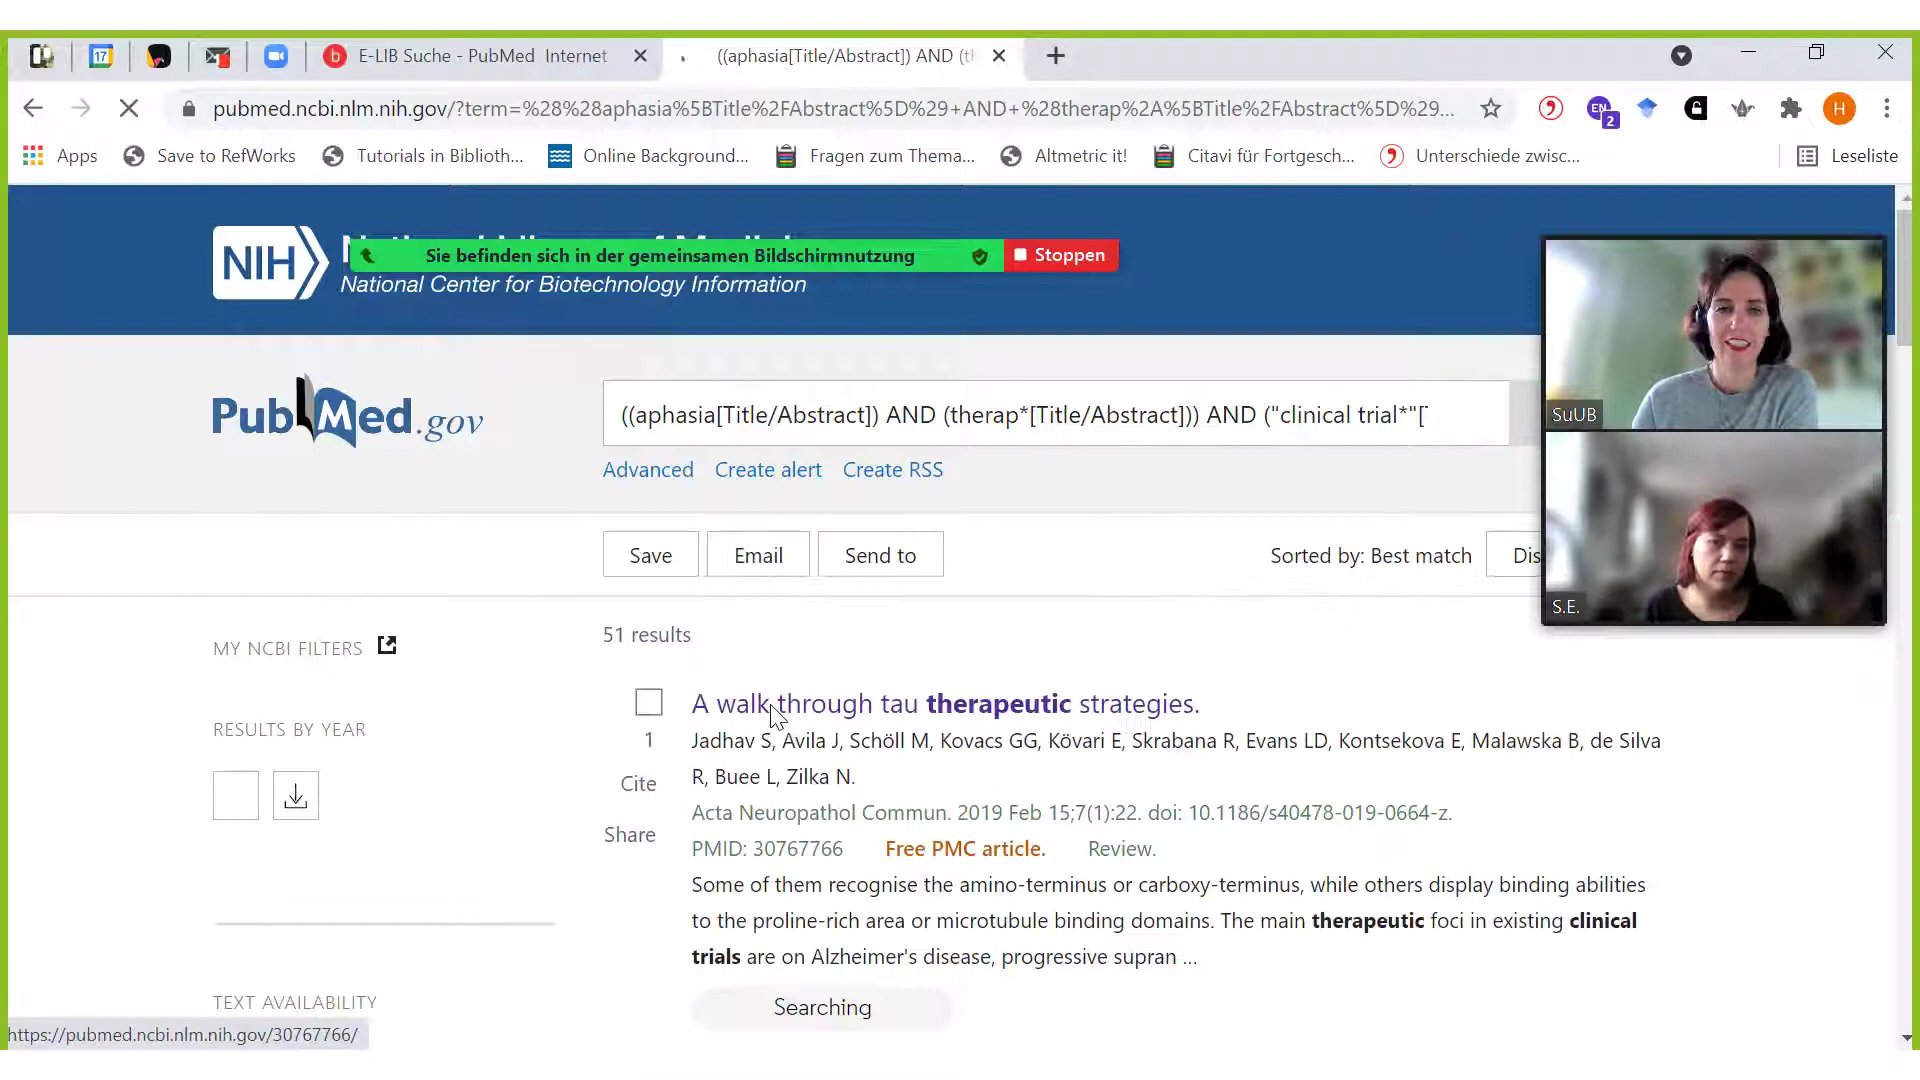 17
E-LIB Suche - PubMed Internet
((aphasia[Title/Abstract]) AND (th
pubmed.ncbi.nlm.nih.gov/?term=%28%28aphasia%5BTitle%2FAbstract%5D%29+AND+%28therap%2A%5BTitle%2FAbstract%5D%29...
EN
2
H
Apps
Save to RefWorks
Tutorials in Biblioth...
Online Background...
Fragen zum Thema...
Altmetric it!
Citavi für Fortgesch...
Unterschiede zwisc...
Leseliste
NIH
Sie befinden sich in der gemeinsamen Bildschirmnutzung
Stoppen
National Center for Biotechnology Information
PubMed.gov
((aphasia[Title/Abstract]) AND (therap*[Title/Abstract])) AND ("clinical trial*"[
SuUB
Advanced
Create alert
Create RSS
Save
Email
Send to
Sorted by: Best match
Dis
S.E.
MY NCBI FILTERS
51 results
RESULTS BY YEAR
A walk through tau therapeutic strategies.
1
Jadhav S, Avila J, Schöll M, Kovacs GG, Kövari E, Skrabana R, Evans LD, Kontsekova E, Malawska B, de Silva
R, Buee L, Zilka N.
Cite
Acta Neuropathol Commun. 2019 Feb 15;7(1):22. doi: 10.1186/s40478-019-0664-z.
Share
PMID: 30767766
Free PMC article.
Review.
Some of them recognise the amino-terminus or carboxy-terminus, while others display binding abilities
to the proline-rich area or microtubule binding domains. The main therapeutic foci in existing clinical
trials are on Alzheimer's disease, progressive supran ...
TEXT AVAILABILITY
Searching
https://pubmed.ncbi.nlm.nih.gov/30767766/